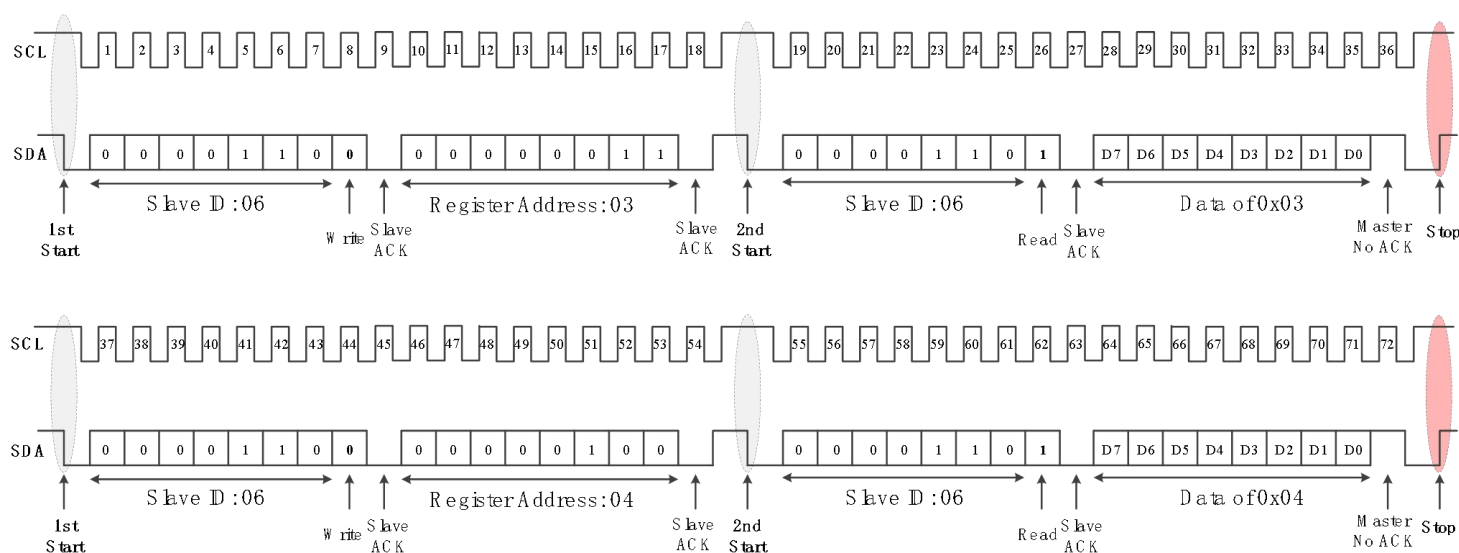 SCL 1 2 3 4 5 6 7 8 9 10 11 12 13 14 15 16 17 18 19 20 21 22 23 24 25 26 27 28 29 30 31 32 33 34 35 36
SDA 0 0 0 0 1 1 0 0 0 0 0 0 0 0 1 1 0 0 0 0 1 1 0 1 D7 D6 D5 D4 D3 D2 D1 D0
1st Start
Slave ID : 06
Write
Slave ACK
Register Address : 03
Slave ACK
2nd Start
Slave ID : 06
Read
Slave ACK
Data of 0x03
Master No ACK
Stop
SCL 37 38 39 40 41 42 43 44 45 46 47 48 49 50 51 52 53 54 55 56 57 58 59 60 61 62 63 64 65 66 67 68 69 70 71 72
SDA 0 0 0 0 1 1 0 0 0 0 0 0 0 1 0 0 0 0 0 0 1 1 0 1 D7 D6 D5 D4 D3 D2 D1 D0
1st Start
Slave ID : 06
Write
Slave ACK
Register Address : 04
Slave ACK
2nd Start
Slave ID : 06
Read
Slave ACK
Data of 0x04
Master No ACK
Stop